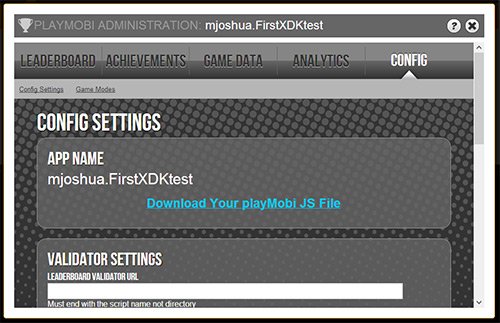 PLAYMOBI ADMINISTRATION: mjoshua.FirstXDKtest
LEADERBOARD ACHIEVEMENTS GAME DATA ANALYTICS CONFIG
Config Settings Game Modes
CONFIG SETTINGS
APP NAME
mjoshua.FirstXDKtest
Download Your playMobi JS File
VALIDATOR SETTINGS
LEADERBOARD VALIDATOR URL
Must end with the script name not directory